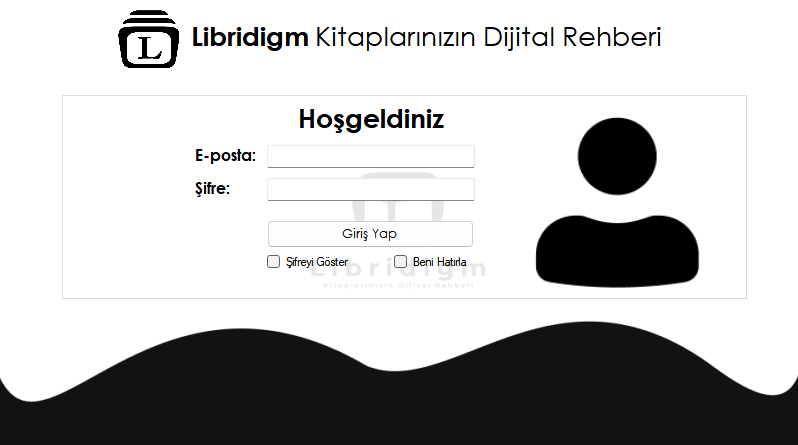 L
Libridigm Kitaplarınızın Dijital Rehberi
Hoşgeldiniz
E-posta:
Şifre:
Giriş Yap
Şifreyi Göster
Beni Hatırla
Libridigm
Kitaplarınızın Dijital Rehberi